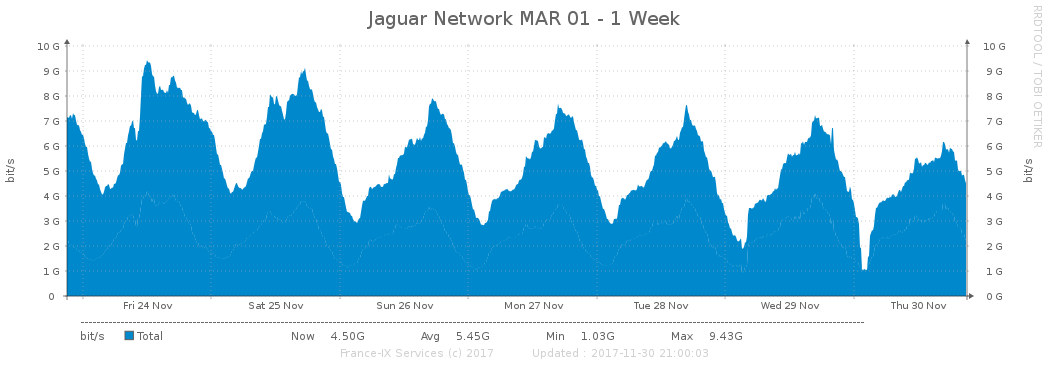 Jaguar Network MAR 01 - 1 Week
RRDTOOL / TOBI OETIKER
bit/s
10 G 10 G
9 G 9 G
8 G 8 G
7 G 7 G
6 G 6 G
5 G 5 G
4 G 4 G
3 G 3 G
2 G 2 G
1 G 1 G
0 0 G
bit/s
Fri 24 Nov Sat 25 Nov Sun 26 Nov Mon 27 Nov Tue 28 Nov Wed 29 Nov Thu 30 Nov
bit/s Total Now 4.50G Avg 5.45G Min 1.03G Max 9.43G
France-IX Services (c) 2017 Updated : 2017-11-30 21:00:03